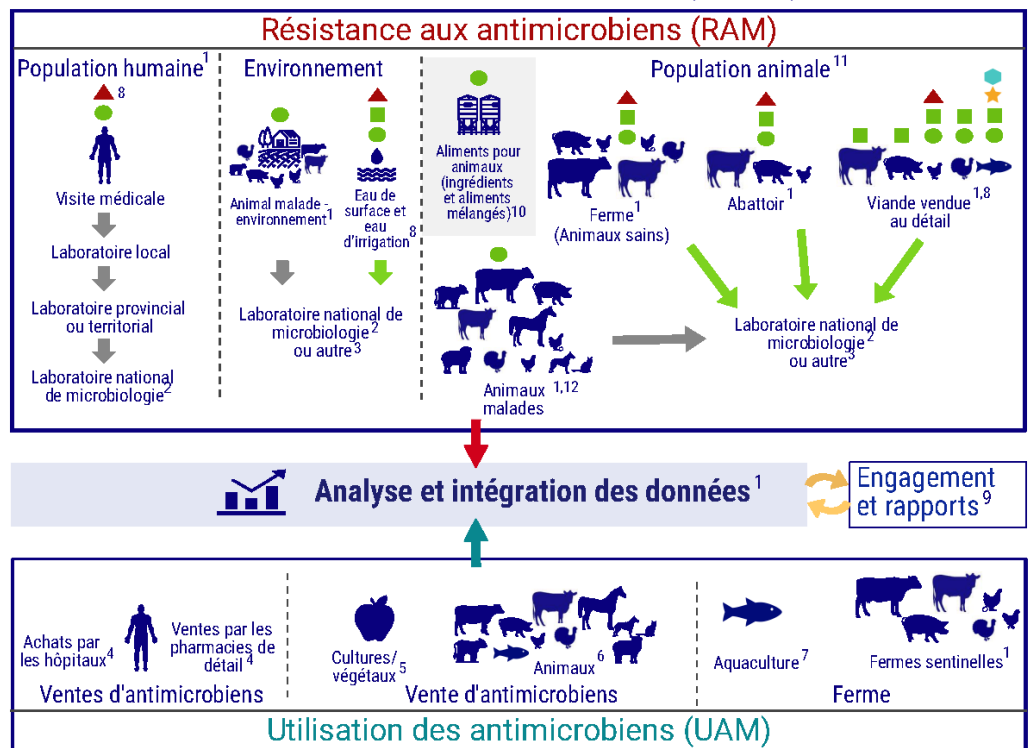 Résistance aux antimicrobiens (RAM)
Population humaine1
8
Visite médicale
Laboratoire local
Laboratoire provincial
ou territorial
Laboratoire national
de microbiologie2
Environnement
Animal malade -
environnement1
Eau de
surface et
eau
d'irrigation8
Laboratoire national de
microbiologie2
ou autre3
Aliments pour
animaux
(ingrédients
et aliments
mélangés)10
Population animale11
Ferme1
(Animaux sains)
Abattoir1
Viande vendue1,8
au détail
Animaux1,12
malades
Laboratoire national de
microbiologie2
ou autre3
Analyse et intégration des données1
Engagement
et rapports9
Achats par
les hôpitaux4
Ventes par les
pharmacies de
détail4
Ventes d'antimicrobiens
Cultures/
végétaux5
Animaux6
Vente d'antimicrobiens
Aquaculture7
Fermes sentinelles1
Ferme
Utilisation des antimicrobiens (UAM)